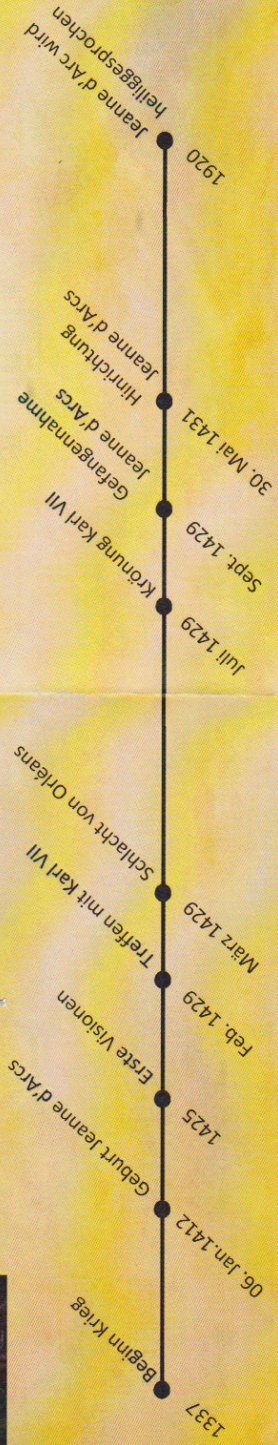 1337
Beginn Krieg
06. Jan.1412
Geburt Jeanne d'Arcs
1425
Erste Visionen
Feb. 1429
Treffen mit Karl VII
März 1429
Schlacht von Orléans
Juli 1429
Krönung Karl VII
Sept. 1429
Gefangennahme
Jeanne d'Arcs
30. Mai 1431
Hinrichtung
Jeanne d'Arcs
1920
Jeanne d'Arc wird
heiliggesprochen